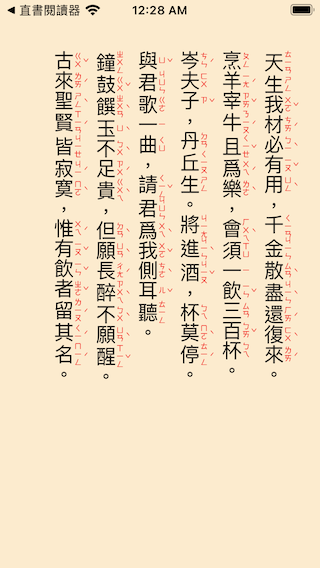 ◀ 直書閱讀器 12:28 AM
天生我材必有用，千金散盡還復來。
烹羊宰牛且爲樂，會須一飲三百杯。
岑夫子，丹丘生。將進酒，杯莫停。
與君歌一曲，請君爲我側耳聽。
鐘鼓饌玉不足貴，但願長醉不願醒。
古來聖賢皆寂寞，惟有飲者留其名。